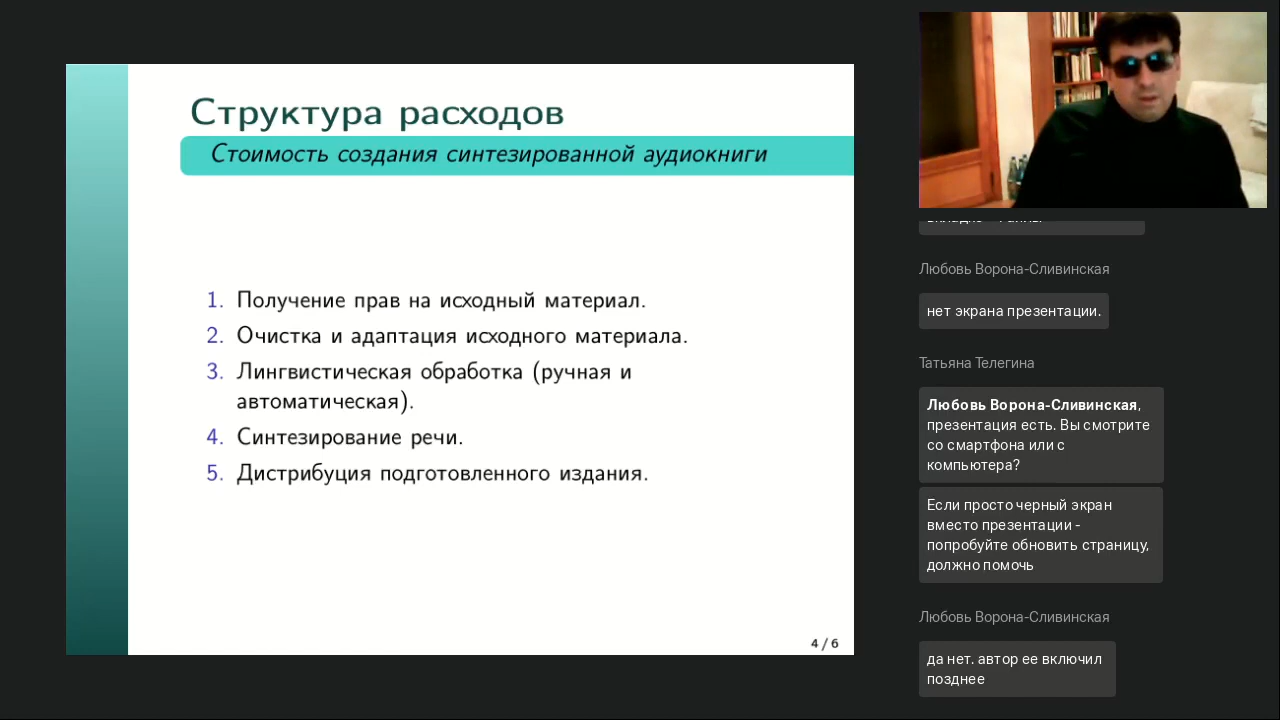 Структура расходов
Стоимость создания синтезированной аудиокниги
1. Получение прав на исходный материал.
2. Очистка и адаптация исходного материала.
3. Лингвистическая обработка (ручная и
автоматическая).
4. Синтезирование речи.
5. Дистрибуция подготовленного издания.
4 / 6
Любовь Ворона-Сливинская
нет экрана презентации.
Татьяна Телегина
Любовь Ворона-Сливинская,
презентация есть. Вы смотрите
со смартфона или с
компьютера?
Если просто черный экран
вместо презентации -
попробуйте обновить страницу,
должно помочь
Любовь Ворона-Сливинская
да нет. автор ее включил
позднее